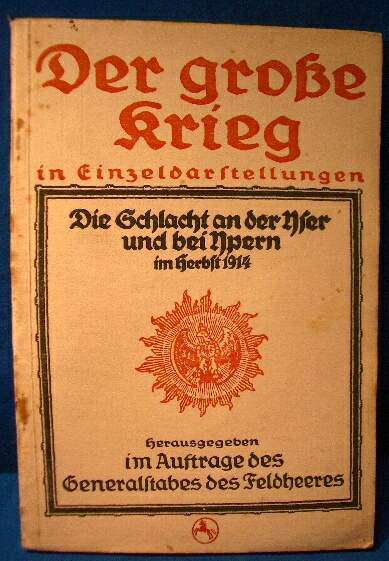 Der große
Krieg
in Einzeldarſtellungen
Die Schlacht an der Yſer
und bei Ypern
im Herbſt 1914
Herausgegeben
im Auftrage des
Generalſtabes des Feldheeres